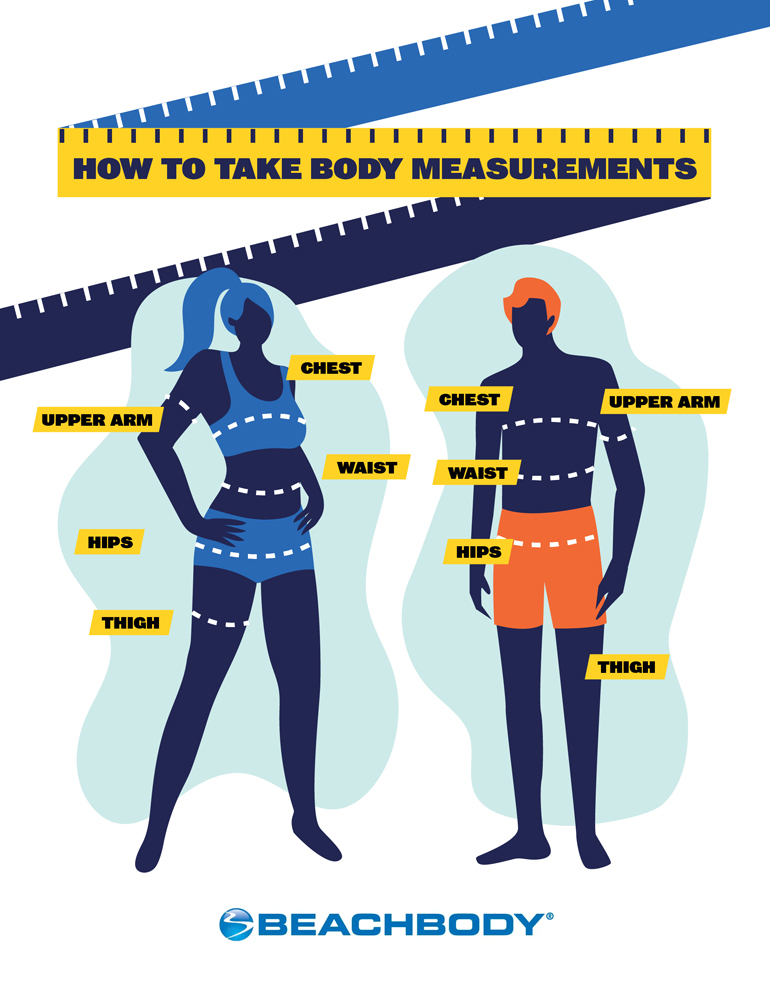 HOW TO TAKE BODY MEASUREMENTS
CHEST
UPPER ARM
WAIST
HIPS
THIGH
CHEST
UPPER ARM
WAIST
HIPS
THIGH
BEACHBODY®